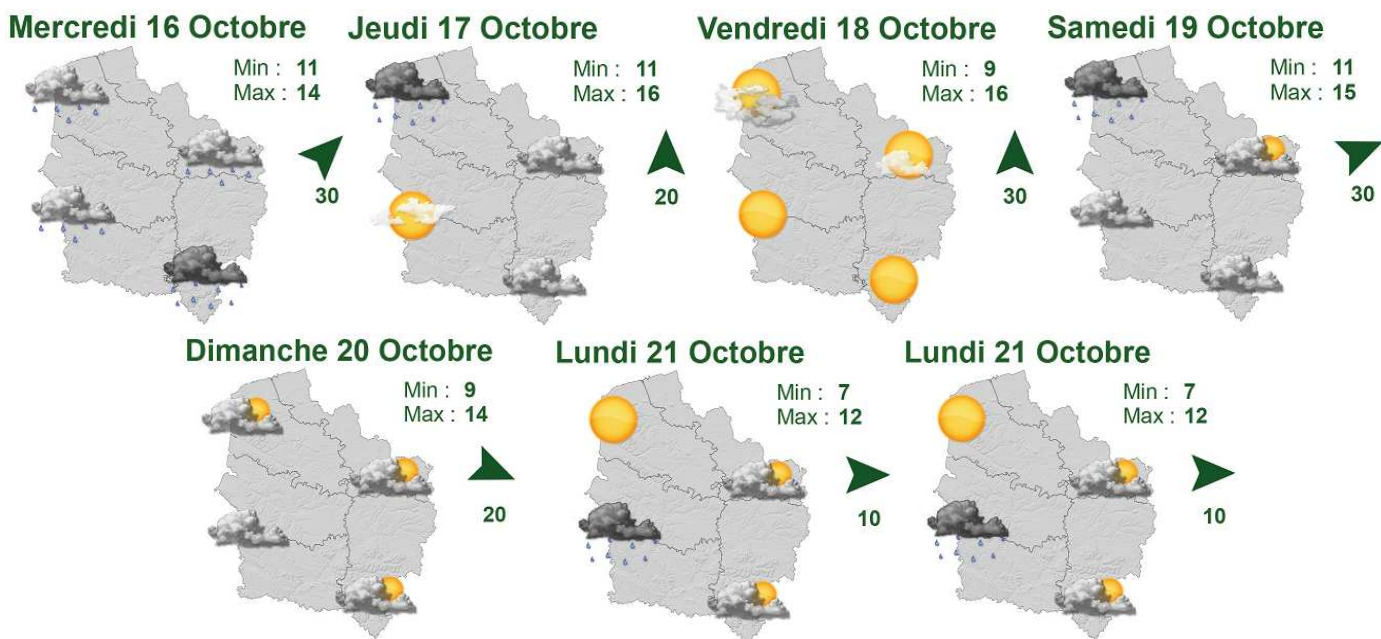 Mercredi 16 Octobre
Min : 11
Max : 14
30
Jeudi 17 Octobre
Min : 11
Max : 16
20
Vendredi 18 Octobre
Min : 9
Max : 16
30
Samedi 19 Octobre
Min : 11
Max : 15
30
Dimanche 20 Octobre
Min : 9
Max : 14
20
Lundi 21 Octobre
Min : 7
Max : 12
10
Lundi 21 Octobre
Min : 7
Max : 12
10